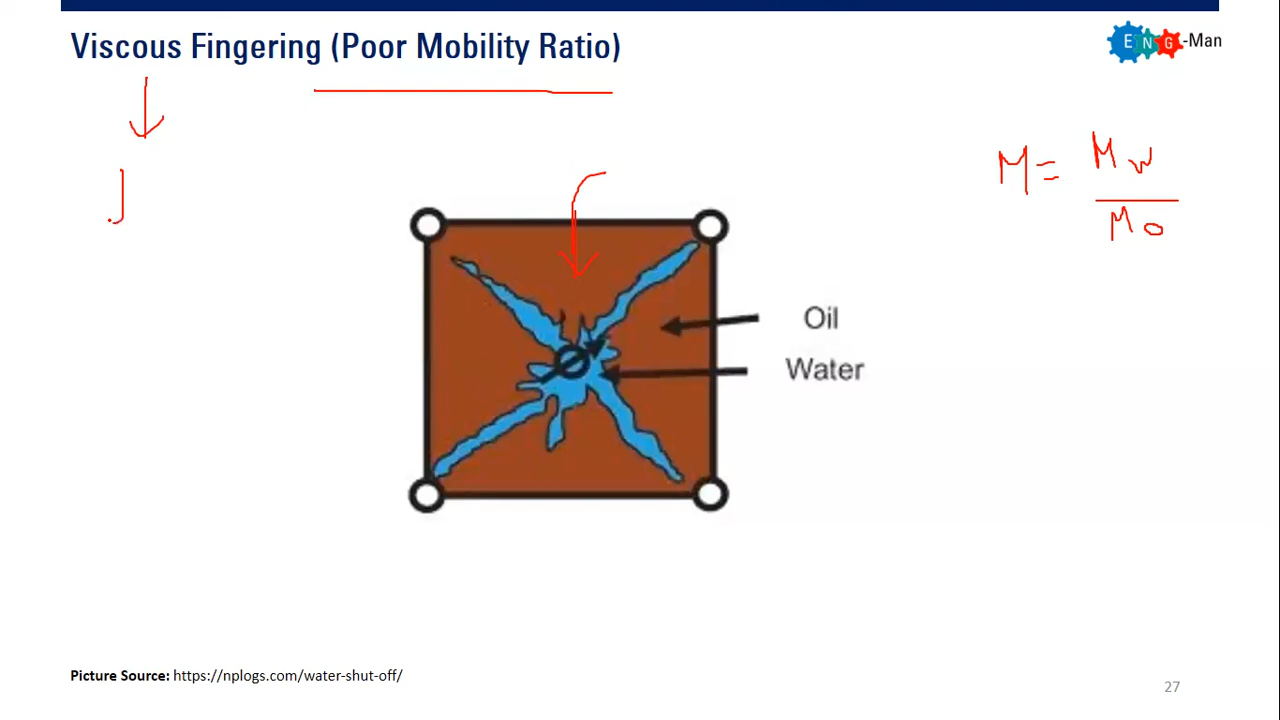 Viscous Fingering (Poor Mobility Ratio)
ENG-Man
M = Mw
Mo
Oil
Water
Picture Source: https://nplogs.com/water-shut-off/
27